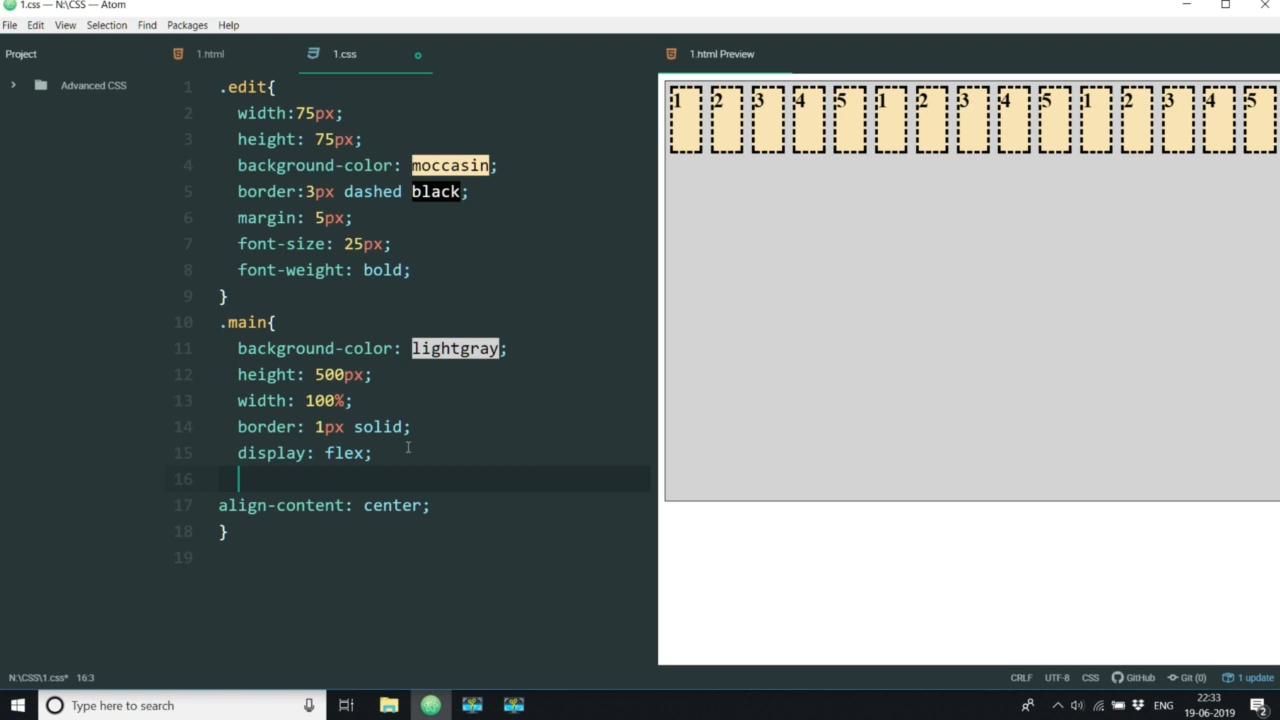 1.css — N:\CSS — Atom
File Edit View Selection Find Packages Help
Project
1.html
1.css
1.html Preview
Advanced CSS
1 .edit{
2 width:75px;
3 height: 75px;
4 background-color: moccasin;
5 border:3px dashed black;
6 margin: 5px;
7 font-size: 25px;
8 font-weight: bold;
9 }
10 .main{
11 background-color: lightgray;
12 height: 500px;
13 width: 100%;
14 border: 1px solid;
15 display: flex;
16
17 align-content: center;
18 }
19
1 2 3 4 5 1 2 3 4 5 1 2 3 4 5
N:\CSS\1.css* 16:3
CRLF UTF-8 CSS GitHub Git (0) 1 update
Type here to search
ENG
22:33
19-06-2019
2